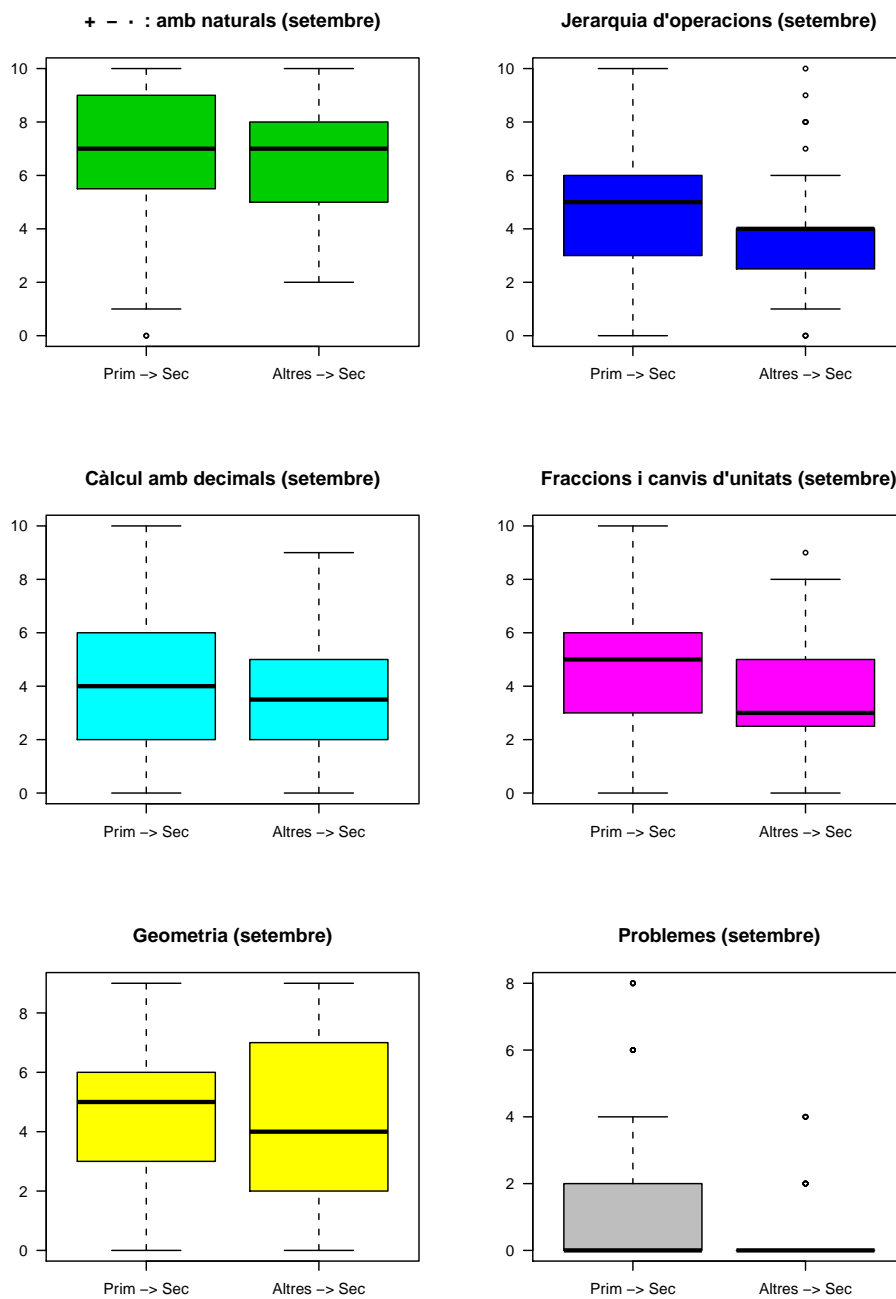 + − · : amb naturals (setembre)
10
8
6
4
2
0
Prim −> Sec
Altres −> Sec
Jerarquia d'operacions (setembre)
10
8
6
4
2
0
Prim −> Sec
Altres −> Sec
Càlcul amb decimals (setembre)
10
8
6
4
2
0
Prim −> Sec
Altres −> Sec
Fraccions i canvis d'unitats (setembre)
10
8
6
4
2
0
Prim −> Sec
Altres −> Sec
Geometria (setembre)
8
6
4
2
0
Prim −> Sec
Altres −> Sec
Problemes (setembre)
8
6
4
2
0
Prim −> Sec
Altres −> Sec